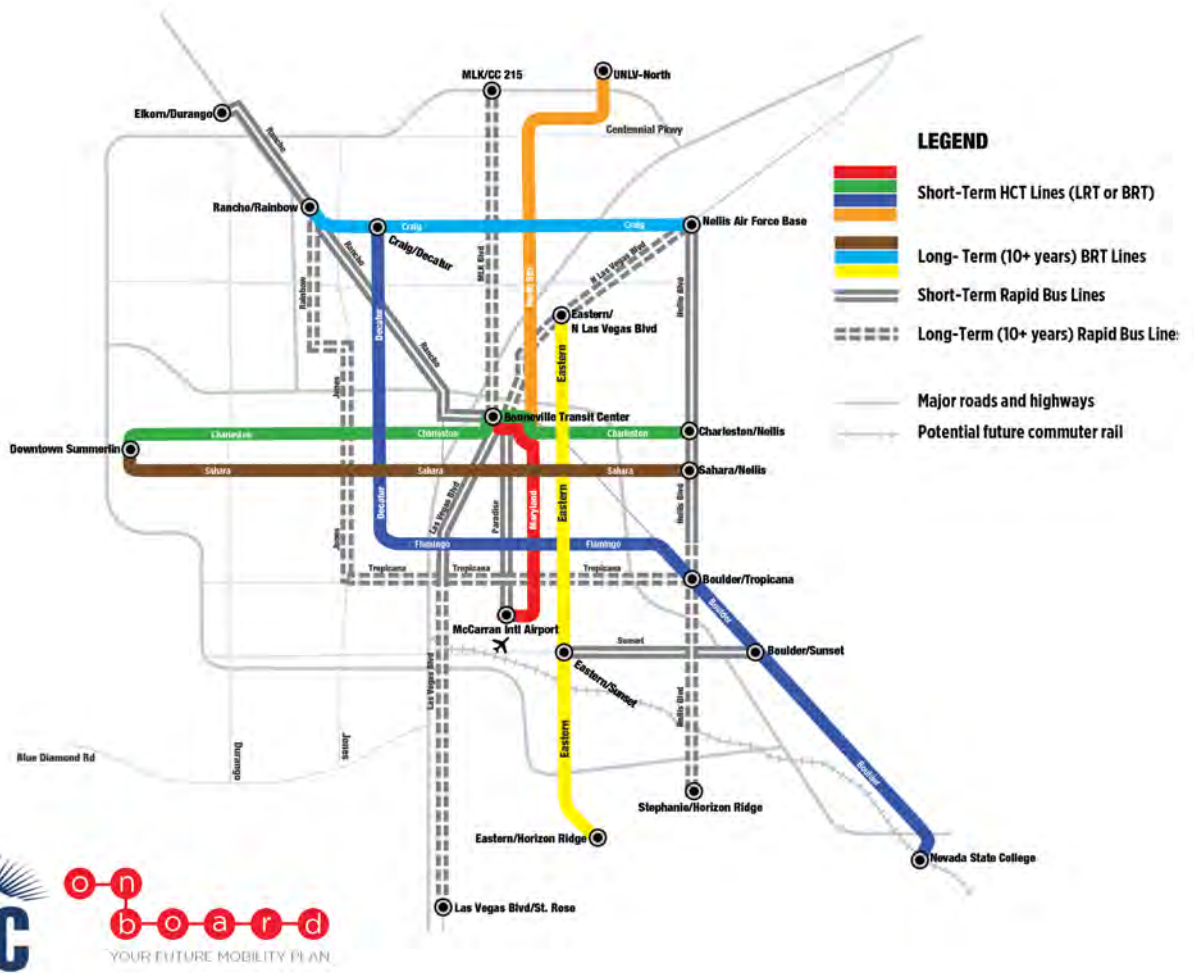 MLK/CC 215
UNLV-North
Elkorn/Durango
Rancho
Centennial Pkwy
LEGEND
Short-Term HCT Lines (LRT or BRT)
Rancho/Rainbow
Nellis Air Force Base
Craig
Craig
Craig/Decatur
Rancho
MLK Blvd
N Las Vegas Blvd
Long- Term (10+ years) BRT Lines
Rainbow
Nellis Blvd
Short-Term Rapid Bus Lines
Decatur
Eastern/
N Las Vegas Blvd
Long-Term (10+ years) Rapid Bus Line
Rancho
Eastern
Jones
Major roads and highways
Bonneville Transit Center
Charleston
Charleston
Charleston
Charleston/Nellis
Potential future commuter rail
Downtown Summerlin
Sahara
Sahara
Sahara
Sahara/Nellis
Decatur
Las Vegas Blvd
Paradise
Maryland
Eastern
Nellis Blvd
Jones
Flamingo
Flamingo
Tropicana
Tropicana
Tropicana
Boulder/Tropicana
Boulder
McCarran Intl Airport
Sunset
Boulder/Sunset
Eastern/Sunset
Las Vegas Blvd
Nellis Blvd
Eastern
Blue Diamond Rd
Durango
Jones
Boulder
Stephanie/Horizon Ridge
Eastern/Horizon Ridge
Nevada State College
Las Vegas Blvd/St. Rose
C
on
board
YOUR FUTURE MOBILITY PLAN